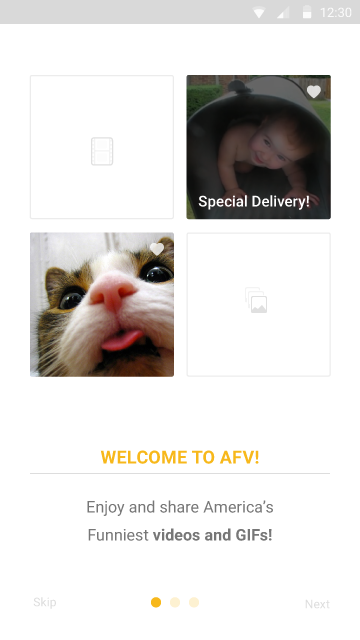 12:30
Special Delivery!
WELCOME TO AFV!
Enjoy and share America’s
Funniest videos and GIFs!
Skip
Next